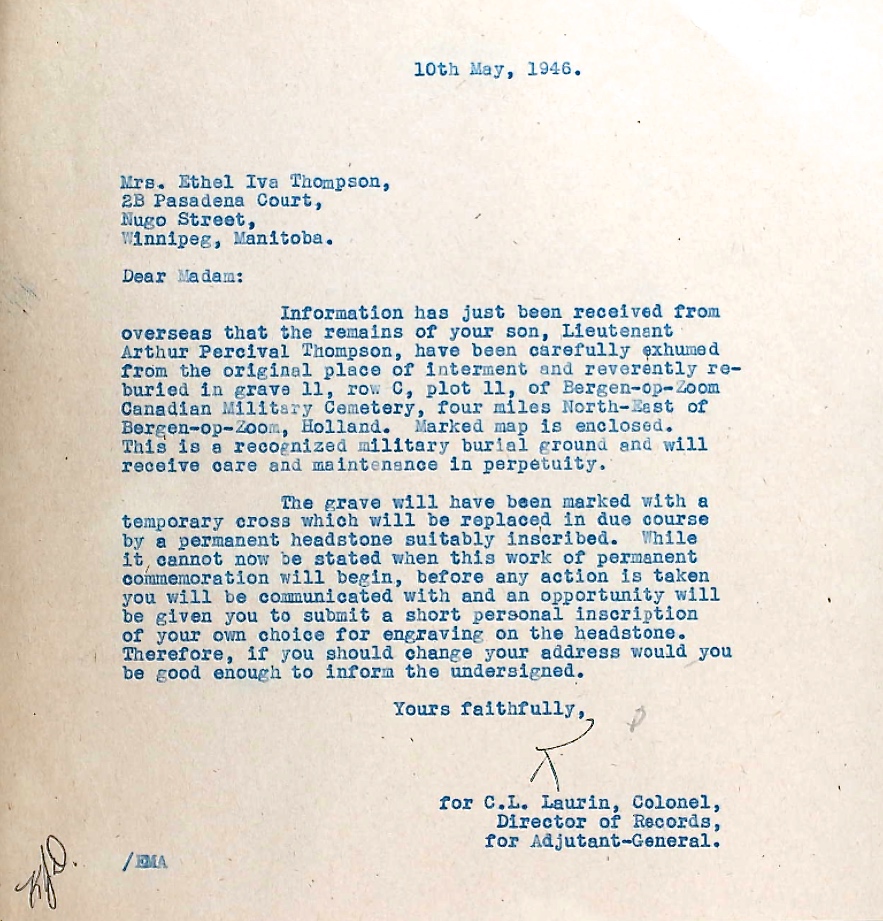 10th May, 1946.
Mrs. Ethel Iva Thompson,
2B Pasadena Court,
Nugo Street,
Winnipeg, Manitoba.
Dear Madam:
Information has just been received from
overseas that the remains of your son, Lieutenant
Arthur Percival Thompson, have been carefully exhumed
from the original place of interment and reverently re-
buried in grave 11, row C, plot 11, of Bergen-op-Zoom
Canadian Military Cemetery, four miles North-East of
Bergen-op-Zoom, Holland. Marked map is enclosed.
This is a recognized military burial ground and will
receive care and maintenance in perpetuity.
The grave will have been marked with a
temporary cross which will be replaced in due course
by a permanent headstone suitably inscribed. While
it cannot now be stated when this work of permanent
commemoration will begin, before any action is taken
you will be communicated with and an opportunity will
be given you to submit a short personal inscription
of your own choice for engraving on the headstone.
Therefore, if you should change your address would you
be good enough to inform the undersigned.
Yours faithfully,
for C.L. Laurin, Colonel,
Director of Records,
for Adjutant-General.
/EMA